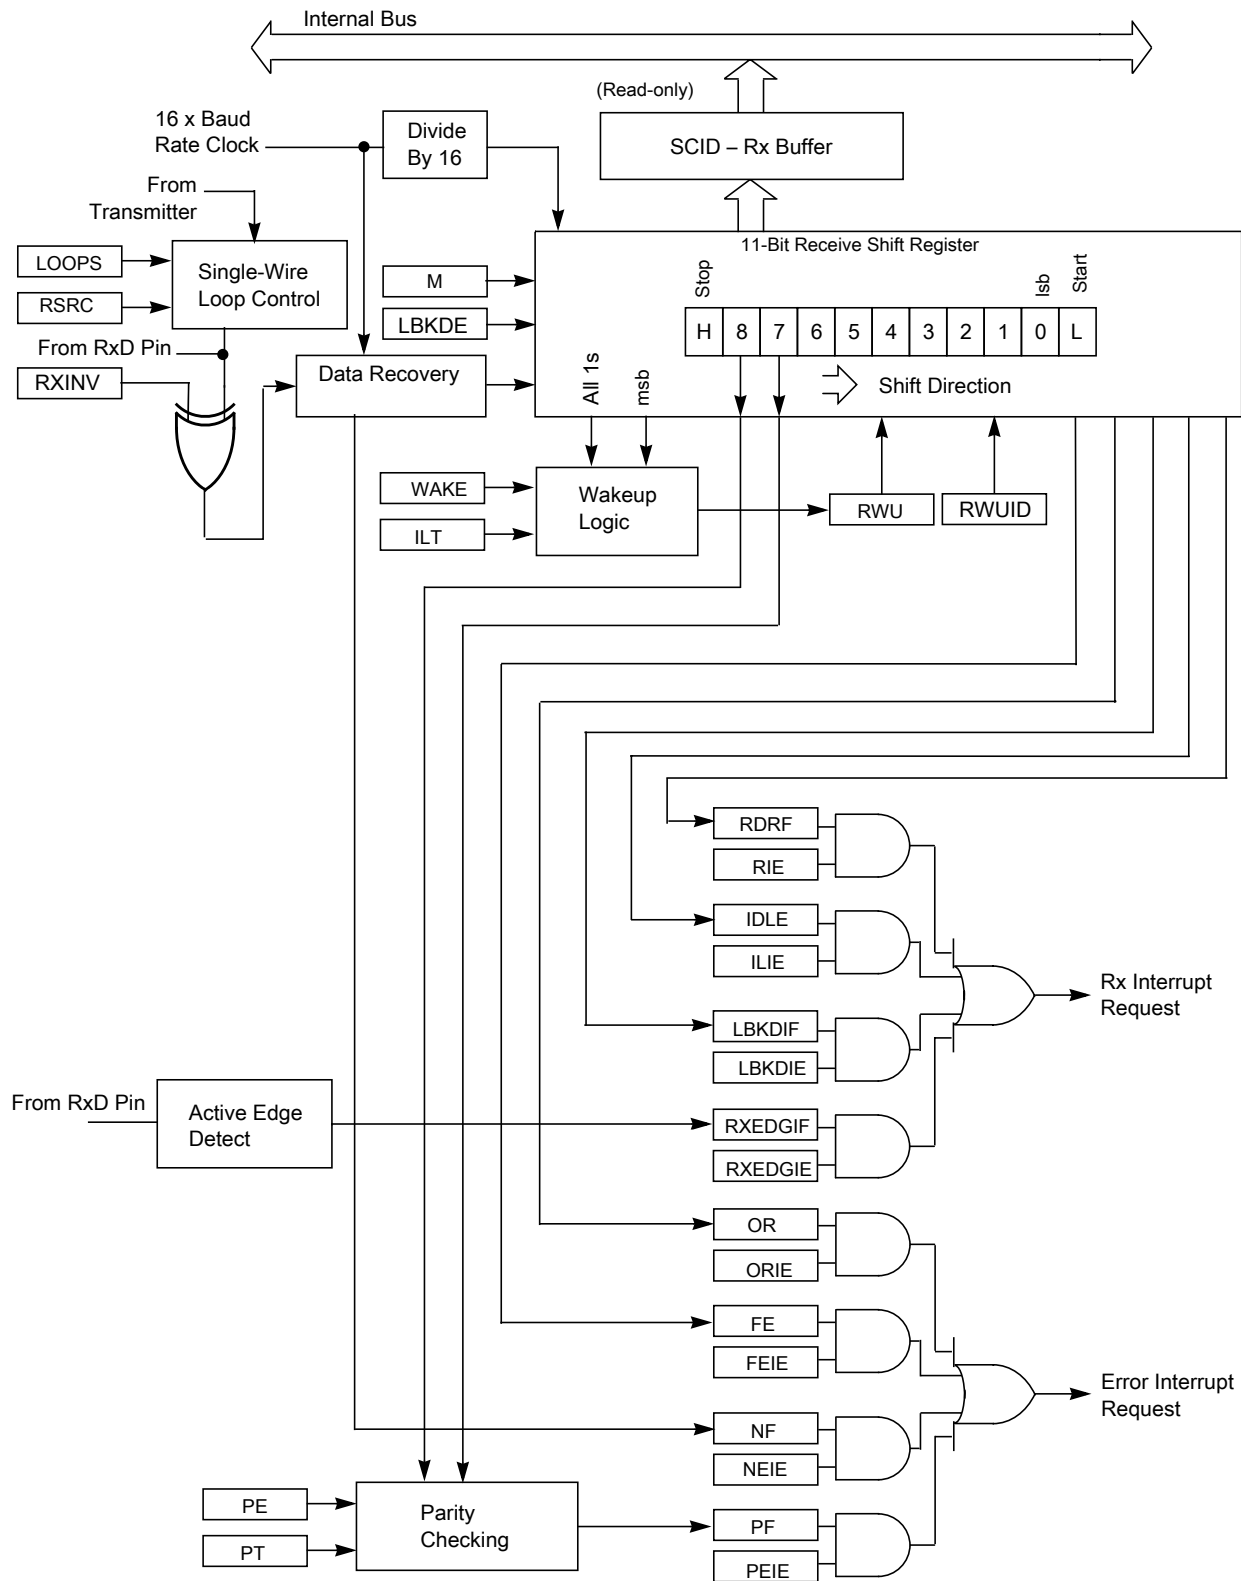 Internal Bus
(Read-only)
16 x Baud
Rate Clock
Divide
By 16
SCID – Rx Buffer
From
Transmitter
11-Bit Receive Shift Register
LOOPS
RSRC
Single-Wire
Loop Control
M
LBKDE
Stop
lsb
Start
H 8 7 6 5 4 3 2 1 0 L
From RxD Pin
RXINV
Data Recovery
All 1s
msb
Shift Direction
WAKE
ILT
Wakeup
Logic
RWU
RWUID
RDRF
RIE
IDLE
ILIE
Rx Interrupt
Request
LBKDIF
LBKDIE
From RxD Pin
Active Edge
Detect
RXEDGIF
RXEDGIE
OR
ORIE
FE
FEIE
Error Interrupt
Request
NF
NEIE
PE
PT
Parity
Checking
PF
PEIE